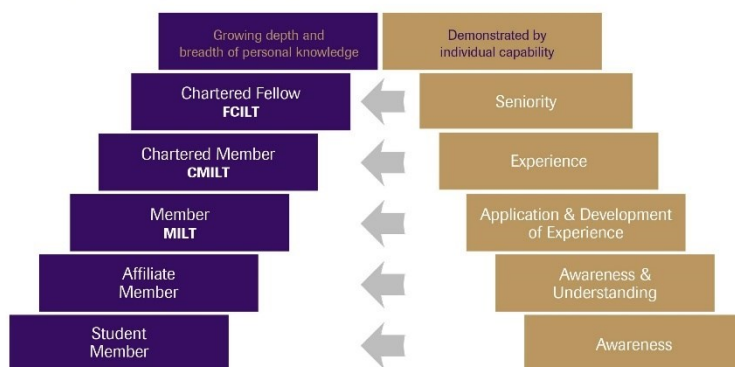 Growing depth and
breadth of personal knowledge
Demonstrated by
individual capability
Chartered Fellow
FCILT
Seniority
Chartered Member
CMILT
Experience
Member
MILT
Application & Development
of Experience
Affiliate
Member
Awareness &
Understanding
Student
Member
Awareness